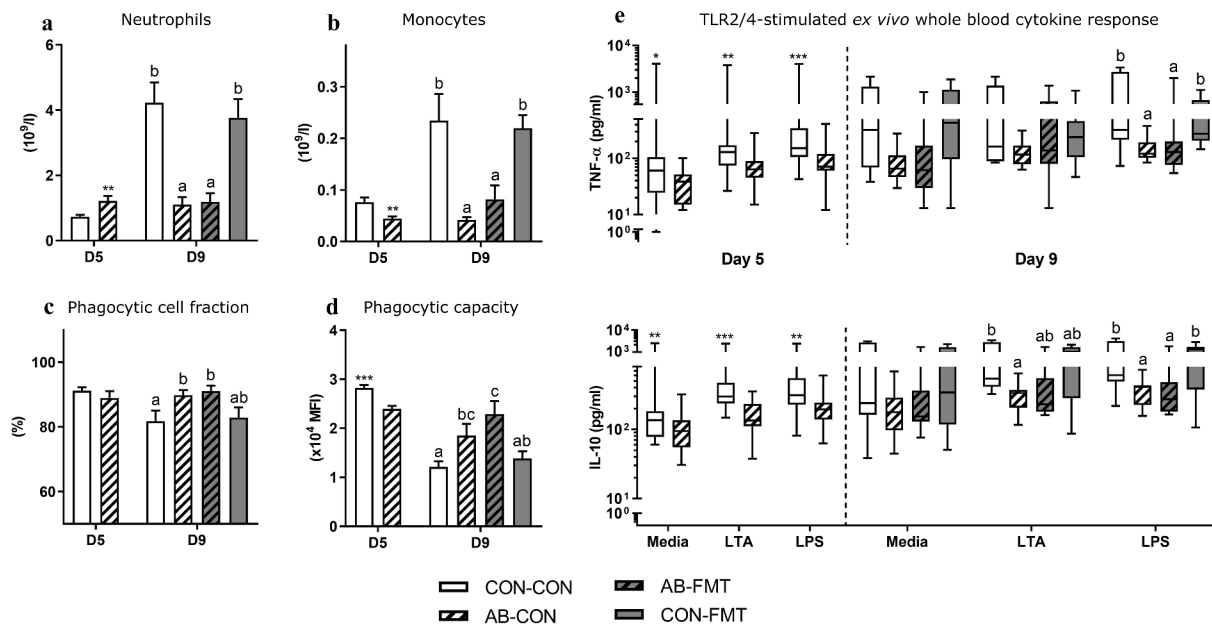 a Neutrophils
6
4
2
0
(10⁹/l)
**
b
a
a
b
D5 D9
b Monocytes
0.3
0.2
0.1
0.0
(10⁹/l)
**
b
a
a
b
D5 D9
c Phagocytic cell fraction
100
80
60
(%)
a
b
b
ab
D5 D9
d Phagocytic capacity
4
3
2
1
0
(x10⁴ MFI)
***
a
bc
c
ab
D5 D9
e TLR2/4-stimulated ex vivo whole blood cytokine response
10⁴
10³
10²
10¹
10⁰
TNF-α (pg/ml)
* ** ***
b a a b
Day 5 Day 9
10⁴
10³
10²
10¹
10⁰
IL-10 (pg/ml)
** *** **
b a ab ab b a a b
Media LTA LPS Media LTA LPS
CON-CON AB-FMT
AB-CON CON-FMT